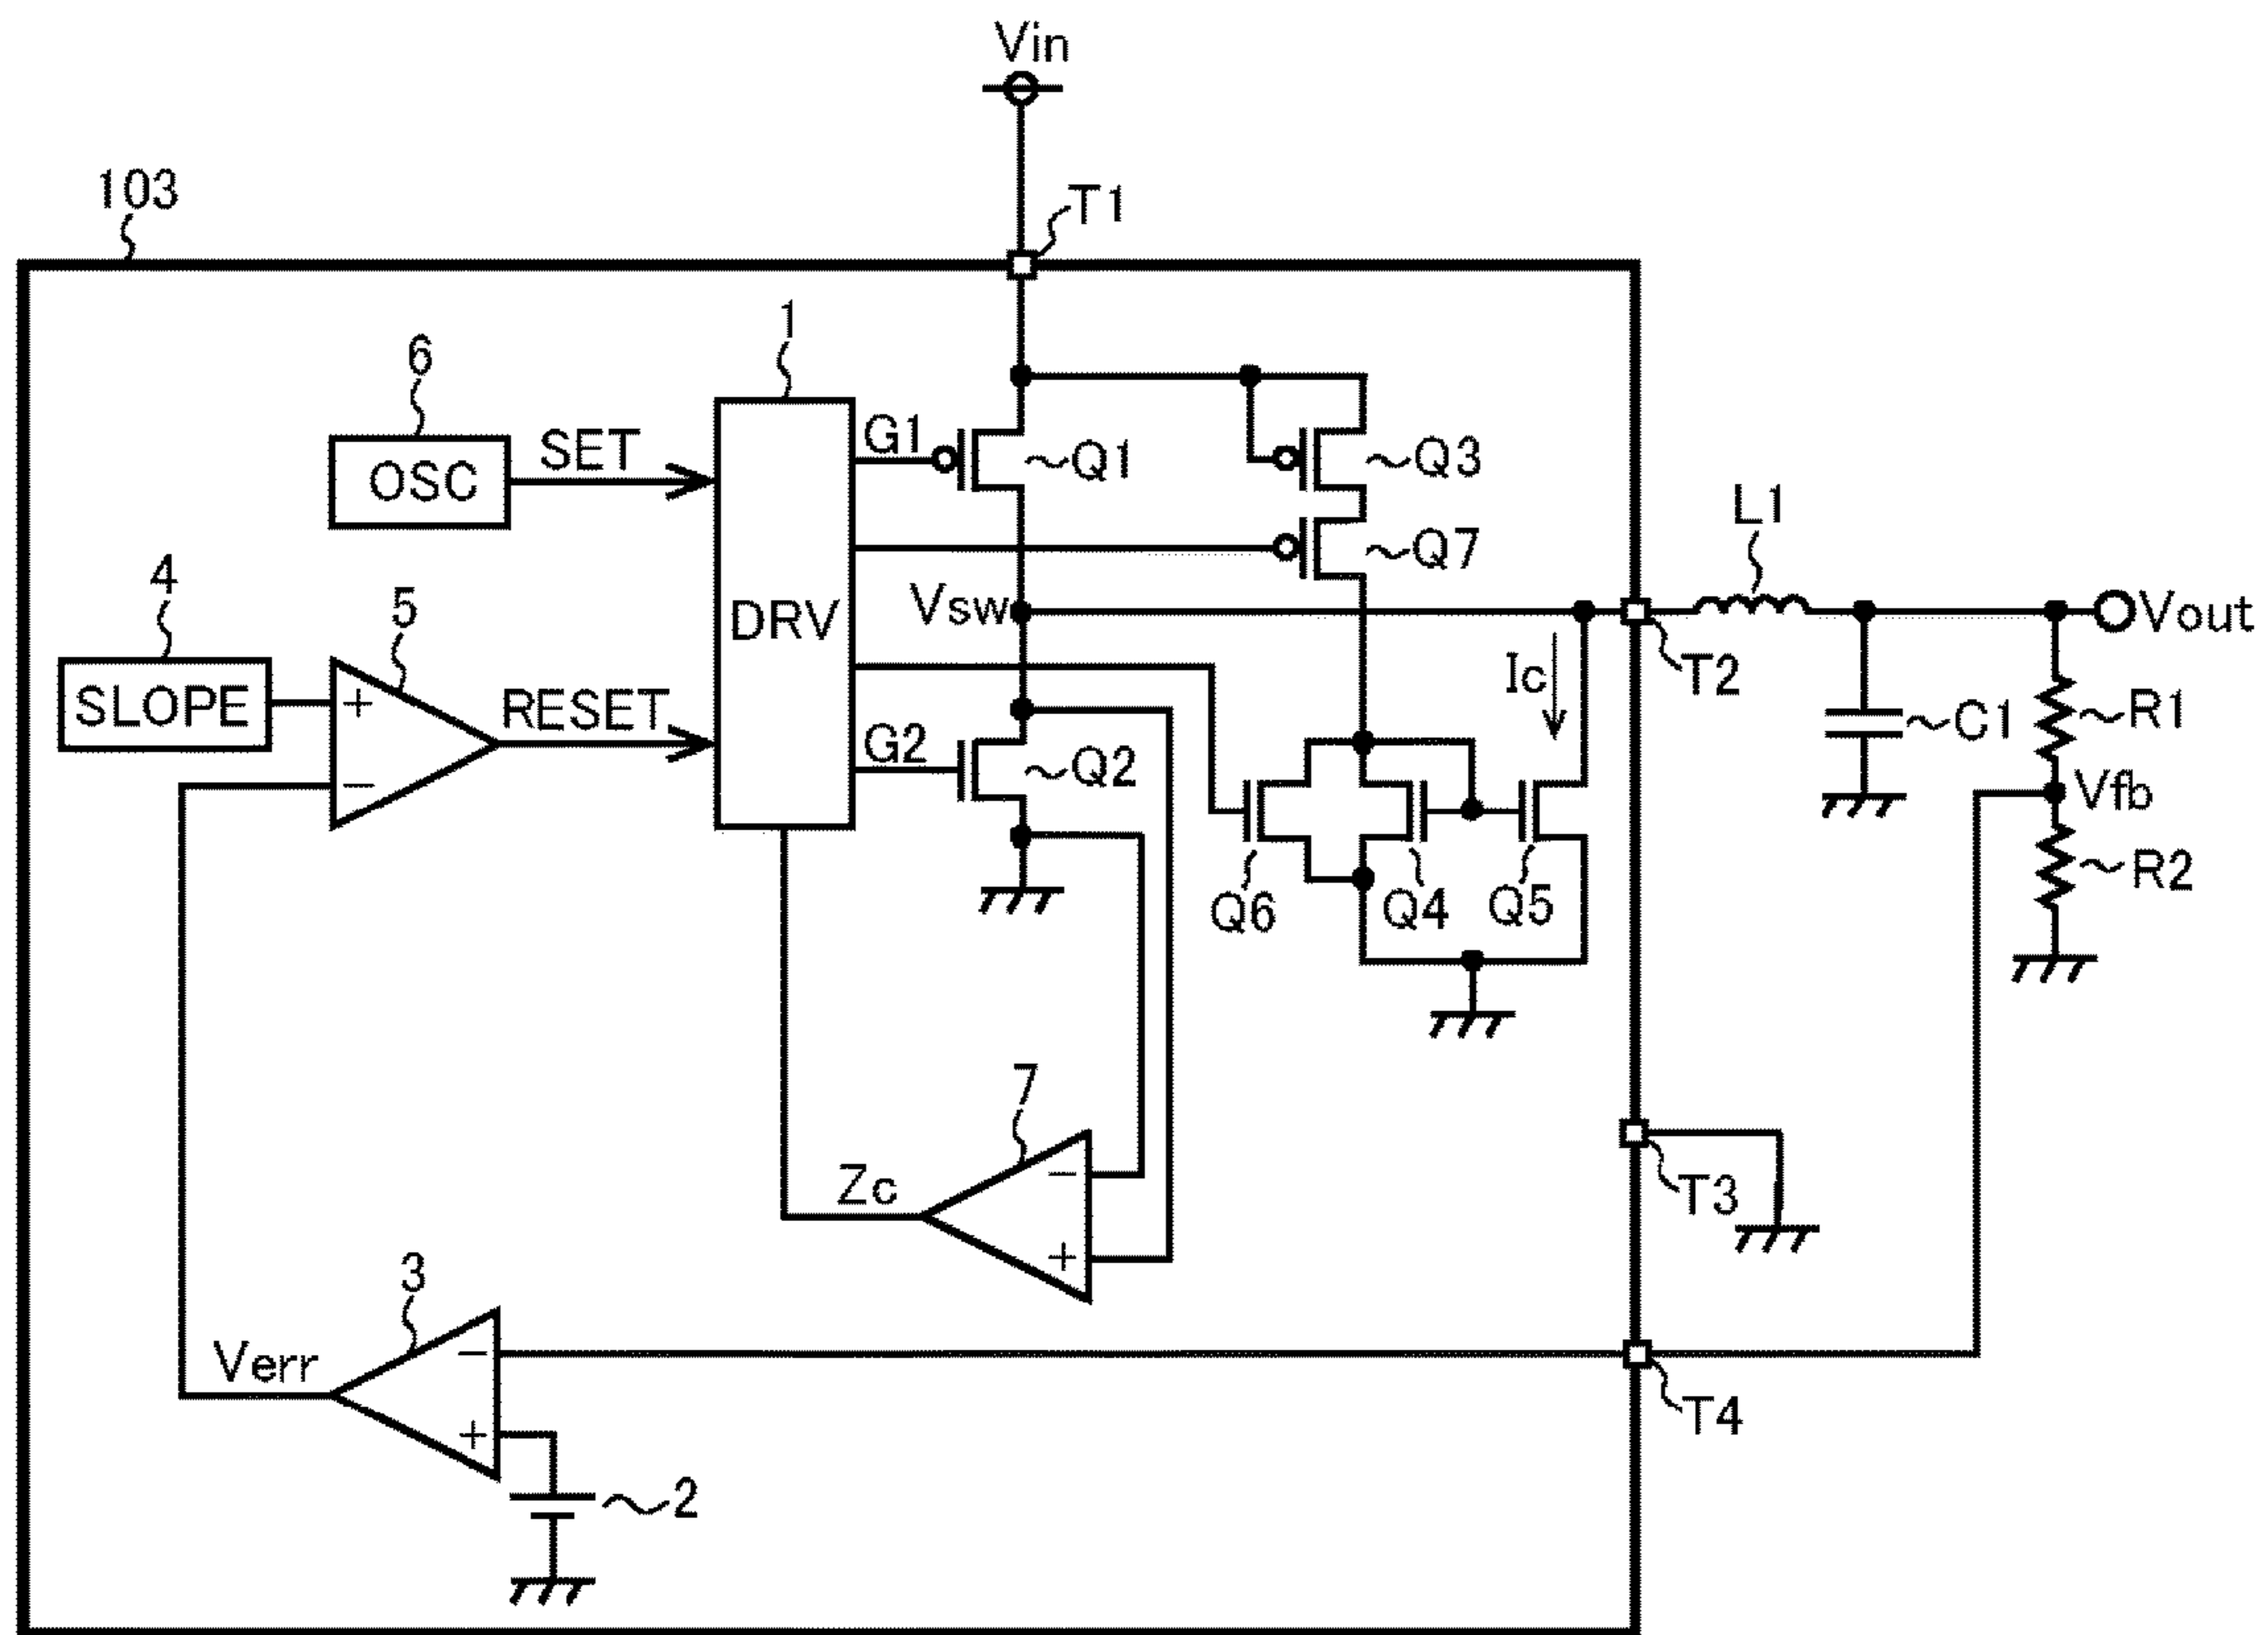 Vin
103
T1
1
6
OSC
SET
G1
Q1
Q3
Q7
L1
4
SLOPE
5
+
−
RESET
DRV
Vsw
Vout
Ic
T2
C1
R1
G2
Q2
Vfb
Q6
Q4
Q5
R2
7
−
+
Zc
T3
3
−
+
Verr
T4
2